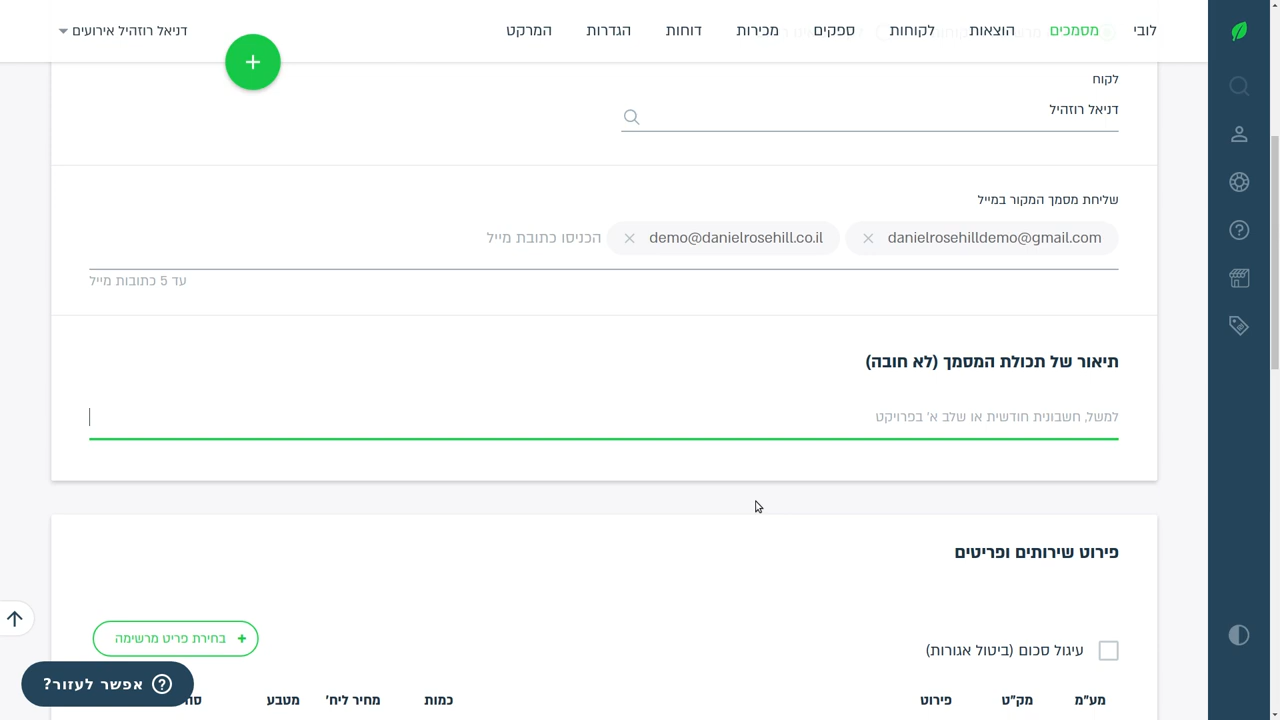 לובי מסמכים הוצאות לקוחות ספקים מכירות דוחות הגדרות המרקט דניאל רוזהיל אירועים
+
לקוח
דניאל רוזהיל
שליחת מסמך המקור במייל
danielrosehilldemo@gmail.com demo@danielrosehill.co.il הכניסו כתובת מייל
עד 5 כתובות מייל
תיאור של תכולת המסמך (לא חובה)
למשל, חשבונית חודשית או שלב א' בפרויקט
פירוט שירותים ופריטים
+ בחירת פריט מרשימה
עיגול סכום (ביטול אגורות)
אפשר לעזור?
מע"מ מק"ט פירוט כמות מחיר ליח' מטבע